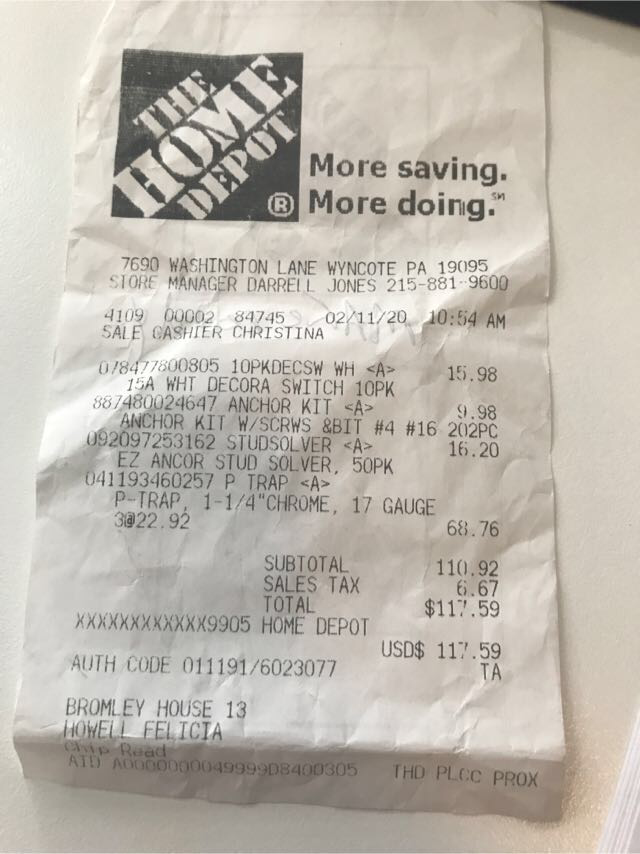 THE
HOME
DEPOT
®
More saving.
More doing.℠
7690 WASHINGTON LANE WYNCOTE PA 19095
STORE MANAGER DARRELL JONES 215-881-9600
4109 00002 84745 02/11/20 10:54 AM
SALE CASHIER CHRISTINA
078477800805 10PKDECSW WH <A> 15.98
15A WHT DECORA SWITCH 10PK
887480024647 ANCHOR KIT <A> 9.98
ANCHOR KIT W/SCRWS &BIT #4 #16 202PC
092097253162 STUDSOLVER <A> 16.20
EZ ANCOR STUD SOLVER, 50PK
041193460257 P TRAP <A>
P-TRAP, 1-1/4"CHROME, 17 GAUGE
3@22.92 68.76
SUBTOTAL 110.92
SALES TAX 6.67
TOTAL $117.59
XXXXXXXXXXXX9905 HOME DEPOT
USD$ 117.59
AUTH CODE 011191/6023077 TA
BROMLEY HOUSE 13
HOWELL FELICIA
Chip Read
AID THD PLCC PROX